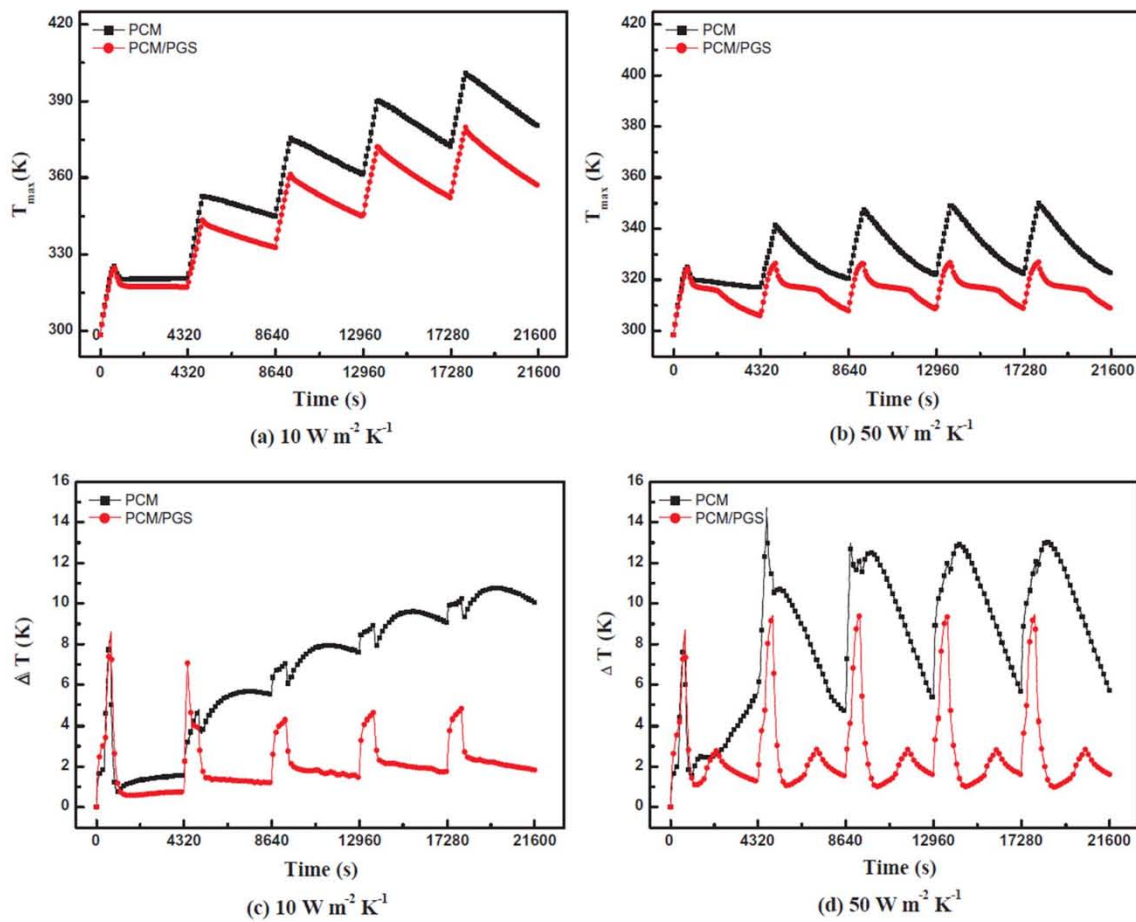 420
390
360
330
300
T max (K)
PCM
PCM/PGS
0 4320 8640 12960 17280 21600
0 4320 8640 12960 17280 21600
Time (s)
(a) 10 W m-2 K-1
420
400
380
360
340
320
300
T max (K)
PCM
PCM/PGS
0 4320 8640 12960 17280 21600
Time (s)
(b) 50 W m-2 K-1
16
14
12
10
8
6
4
2
0
Δ T (K)
PCM
PCM/PGS
0 4320 8640 12960 17280 21600
Time (s)
(c) 10 W m-2 K-1
16
14
12
10
8
6
4
2
0
Δ T (K)
PCM
PCM/PGS
0 4320 8640 12960 17280 21600
Time (s)
(d) 50 W m-2 K-1